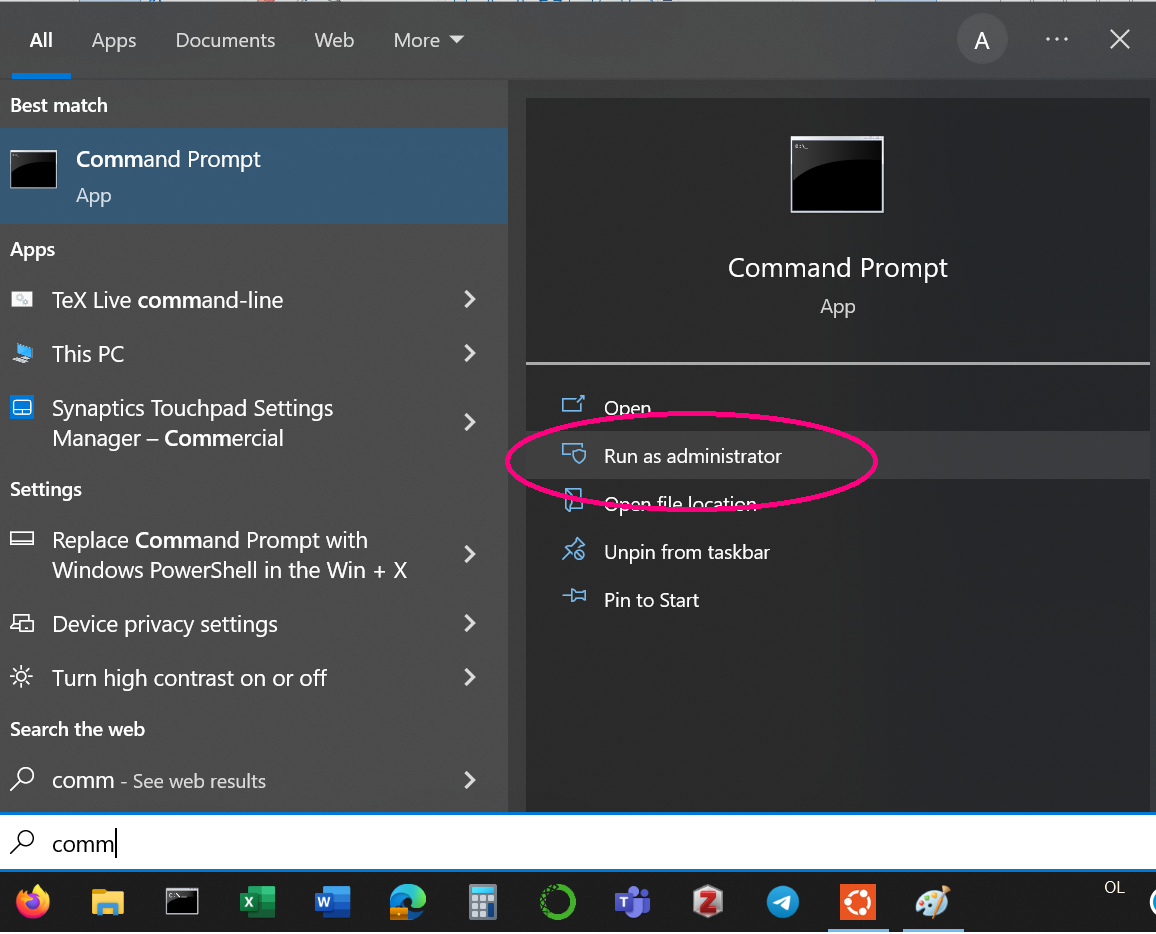 All Apps Documents Web More A
Best match
Command Prompt
App
Apps
TeX Live command-line
This PC
Synaptics Touchpad Settings
Manager – Commercial
Settings
Replace Command Prompt with
Windows PowerShell in the Win + X
Device privacy settings
Turn high contrast on or off
Search the web
comm - See web results
Command Prompt
App
Open
Run as administrator
Open file location
Unpin from taskbar
Pin to Start
comm
OL